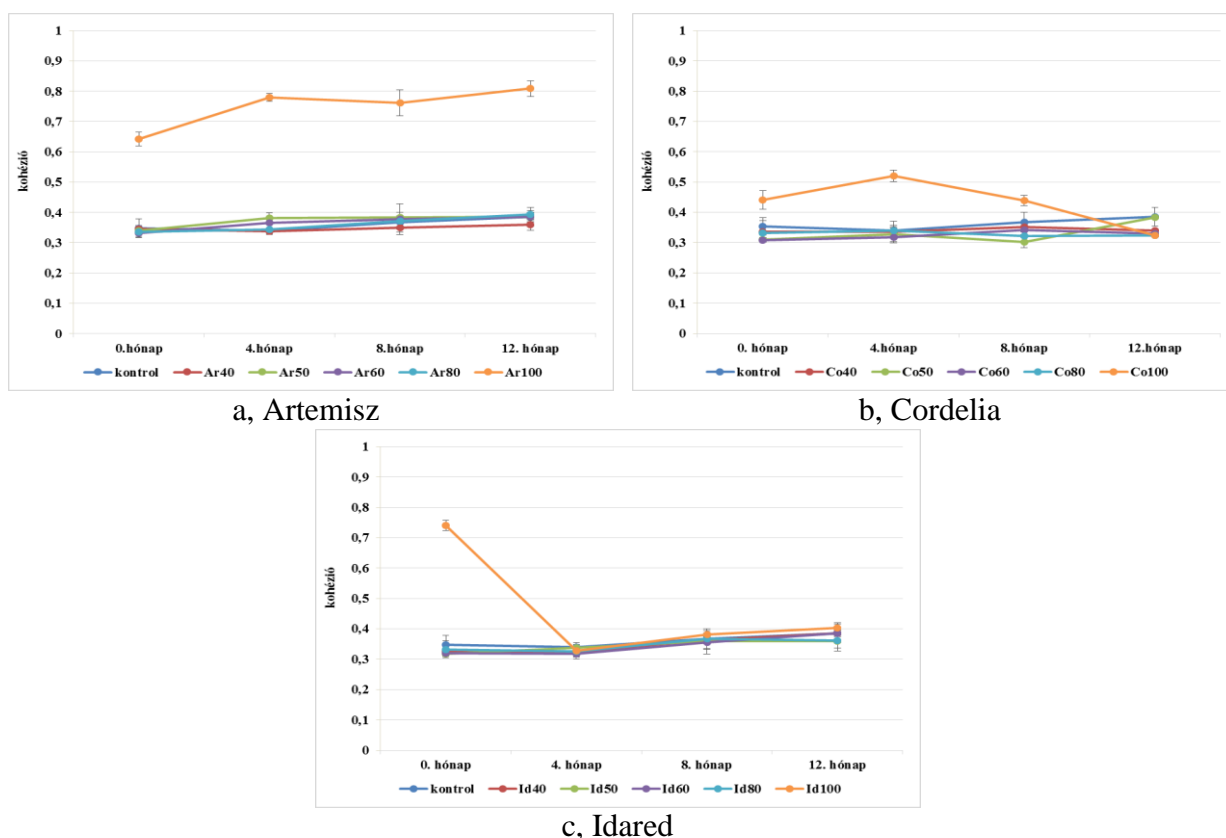 1
0,9
0,8
0,7
0,6
0,5
0,4
0,3
0,2
0,1
0
kohézió
0.hónap 4.hónap 8.hónap 12. hónap
kontrol Ar40 Ar50 Ar60 Ar80 Ar100
a, Artemisz
1
0,9
0,8
0,7
0,6
0,5
0,4
0,3
0,2
0,1
0
kohézió
0. hónap 4.hónap 8.hónap 12.hónap
kontrol Co40 Co50 Co60 Co80 Co100
b, Cordelia
1
0,9
0,8
0,7
0,6
0,5
0,4
0,3
0,2
0,1
0
kohézió
0. hónap 4. hónap 8. hónap 12. hónap
kontrol Id40 Id50 Id60 Id80 Id100
c, Idared